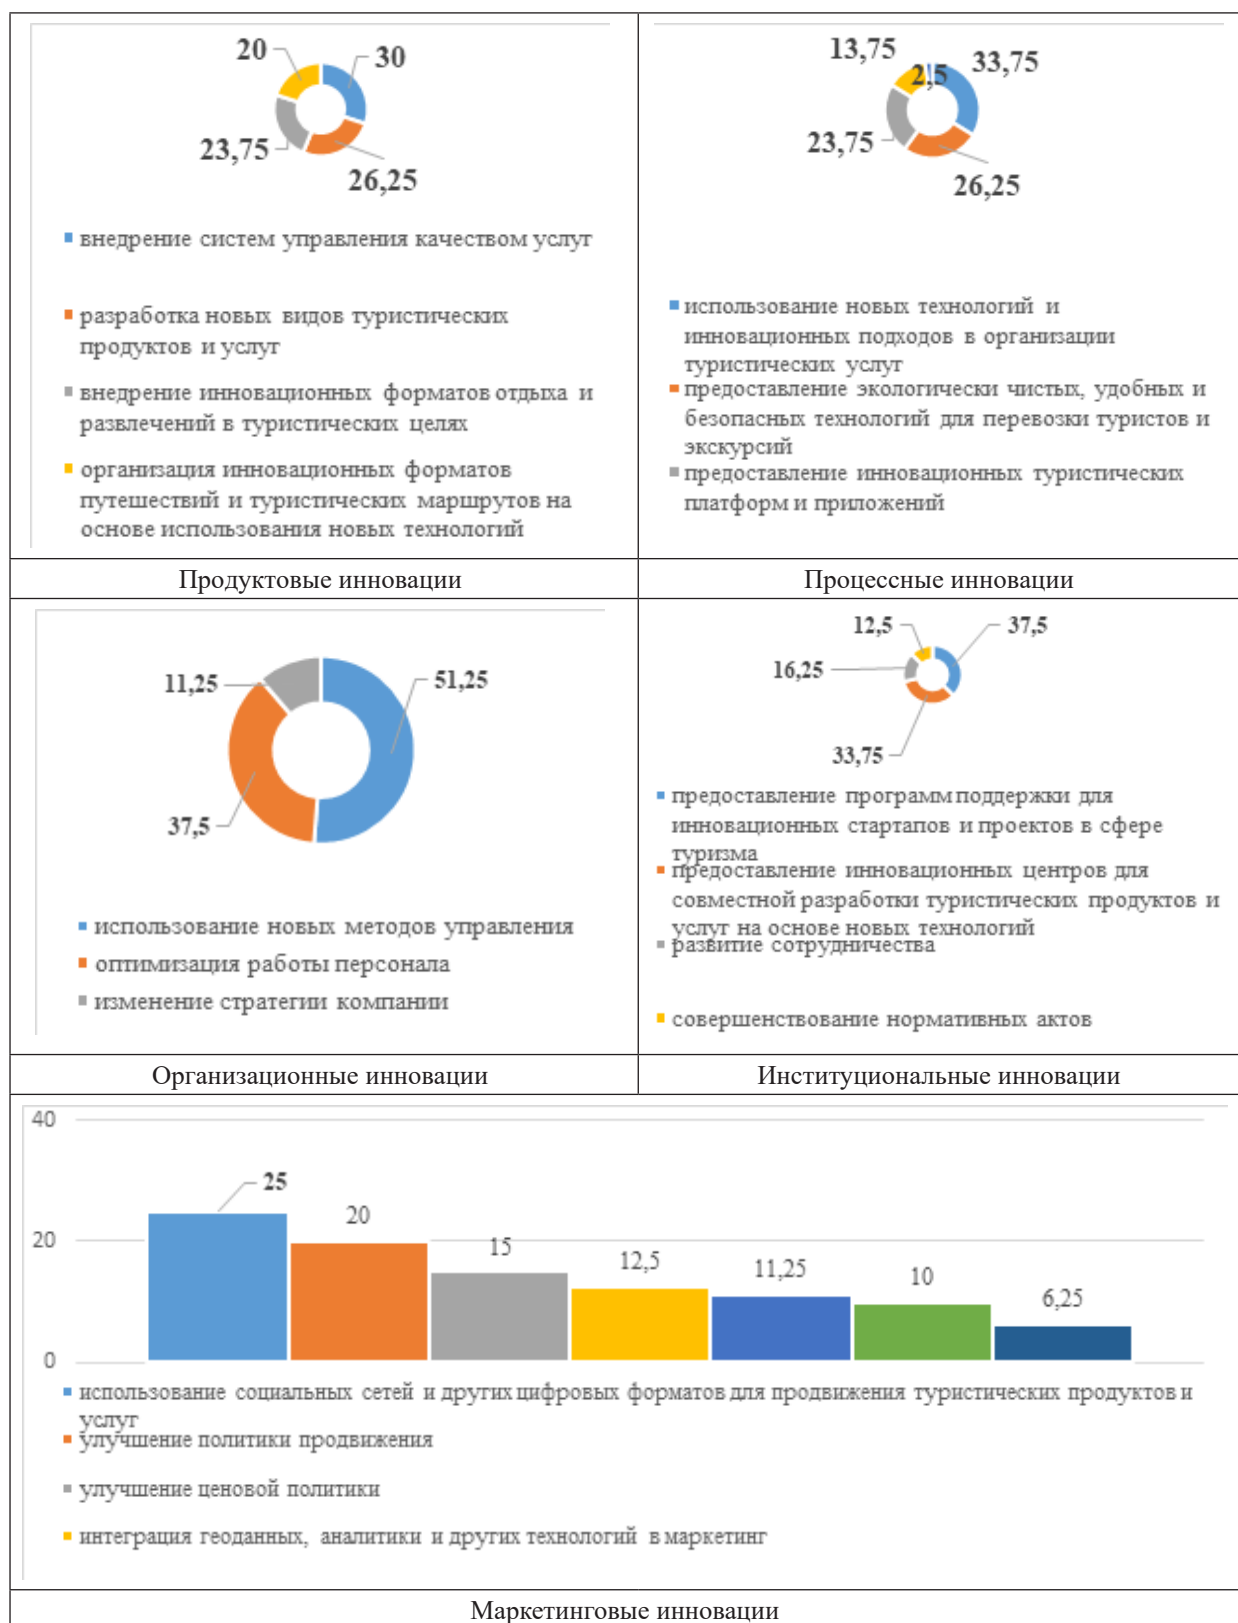 20
30
23,75
26,25
внедрение систем управления качеством услуг
разработка новых видов туристических
продуктов и услуг
внедрение инновационных форматов отдыха и
развлечений в туристических целях
организация инновационных форматов
путешествий и туристических маршрутов на
основе использования новых технологий
13,75
2,5
33,75
23,75
26,25
использование новых технологий и
инновационных подходов в организации
туристических услуг
предоставление экологически чистых, удобных и
безопасных технологий для перевозки туристов и
экскурсий
предоставление инновационных туристических
платформ и приложений
Продуктовые инновации
Процессные инновации
11,25
51,25
37,5
использование новых методов управления
оптимизация работы персонала
изменение стратегии компании
12,5
37,5
16,25
33,75
предоставление программ поддержки для
инновационных стартапов и проектов в сфере
туризма
предоставление инновационных центров для
совместной разработки туристических продуктов и
услуг на основе новых технологий
развитие сотрудничества
совершенствование нормативных актов
Организационные инновации
Институциональные инновации
40
25
20
20
15
12,5
11,25
10
6,25
0
использование социальных сетей и других цифровых форматов для продвижения туристических продуктов и
услуг
улучшение политики продвижения
улучшение ценовой политики
интеграция геоданных, аналитики и других технологий в маркетинг
Маркетинговые инновации